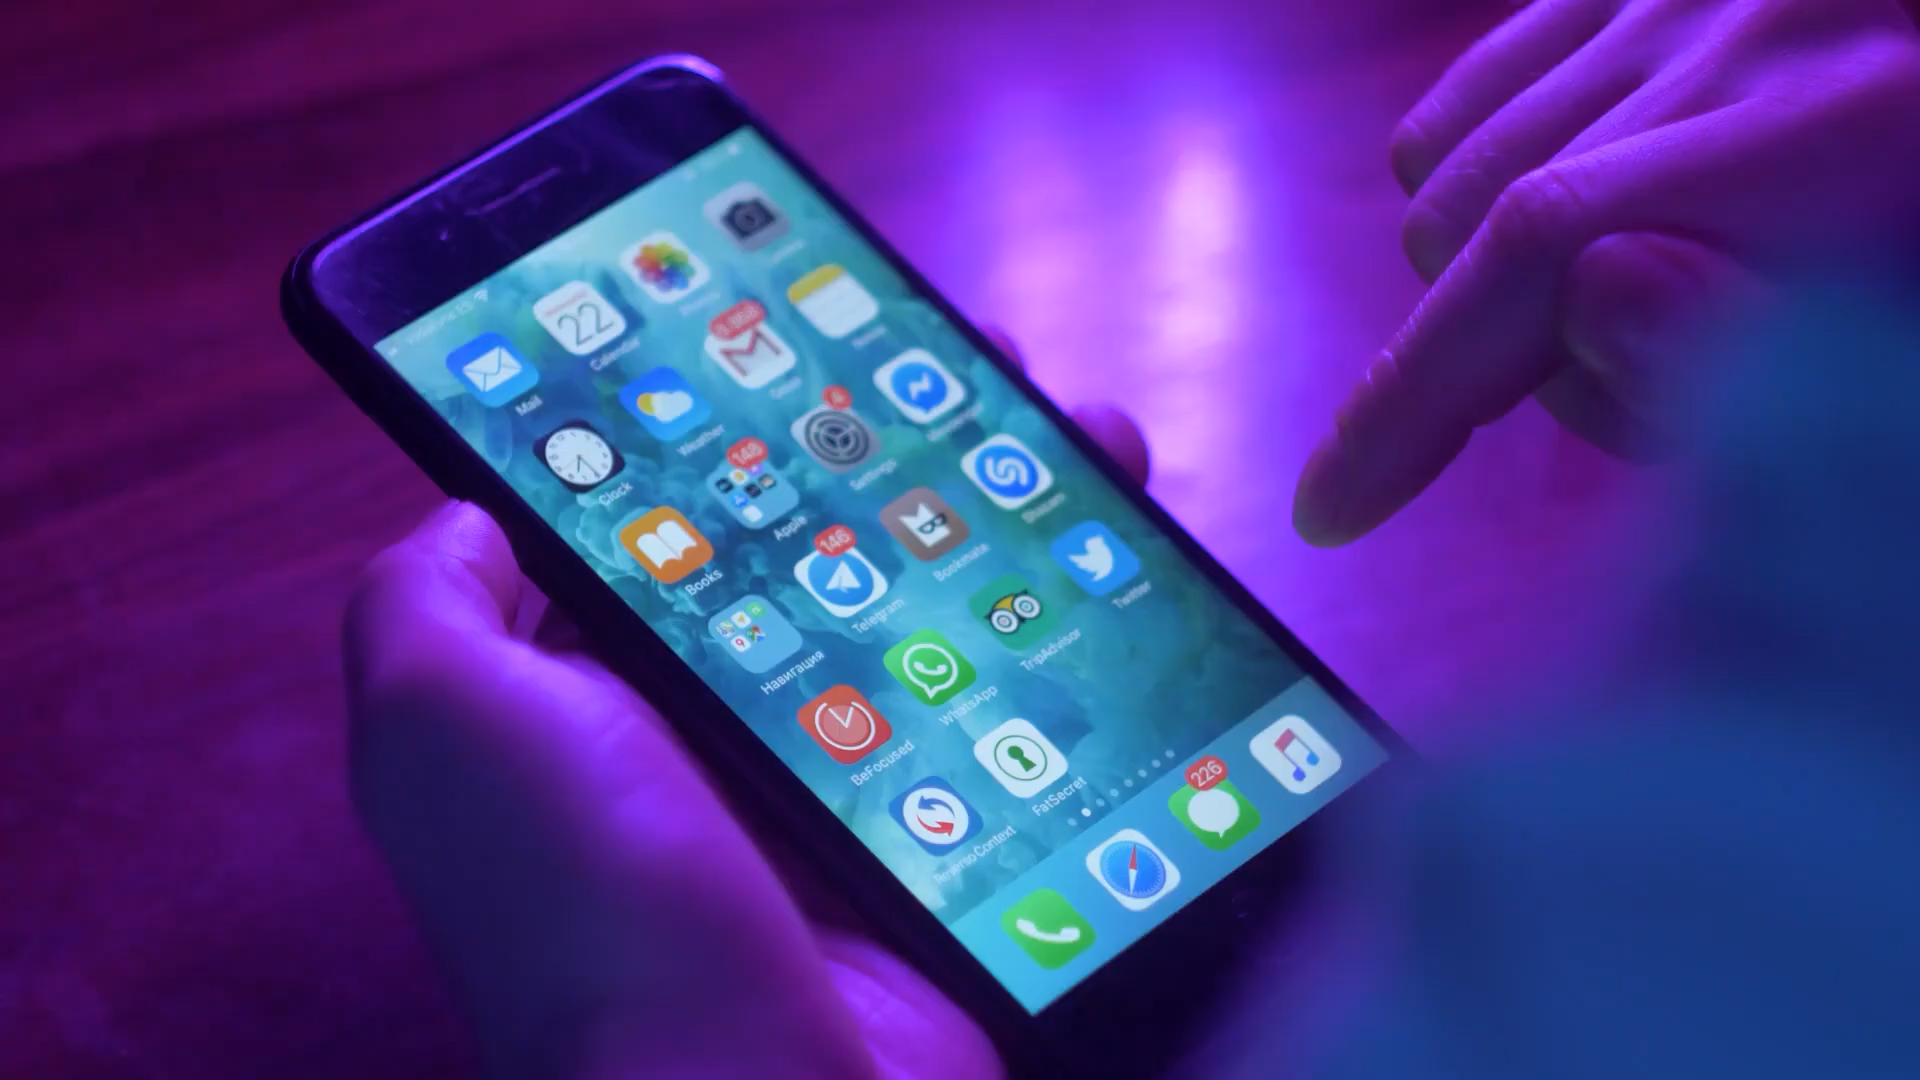 Mail
22
Calendar
Clock
Weather
Books
148
Apple
4
Settings
Навигация
146
Telegram
Bookmate
Shazam
BeFocused
WhatsApp
TripAdvisor
Twitter
Reverso Context
FatSecret
226